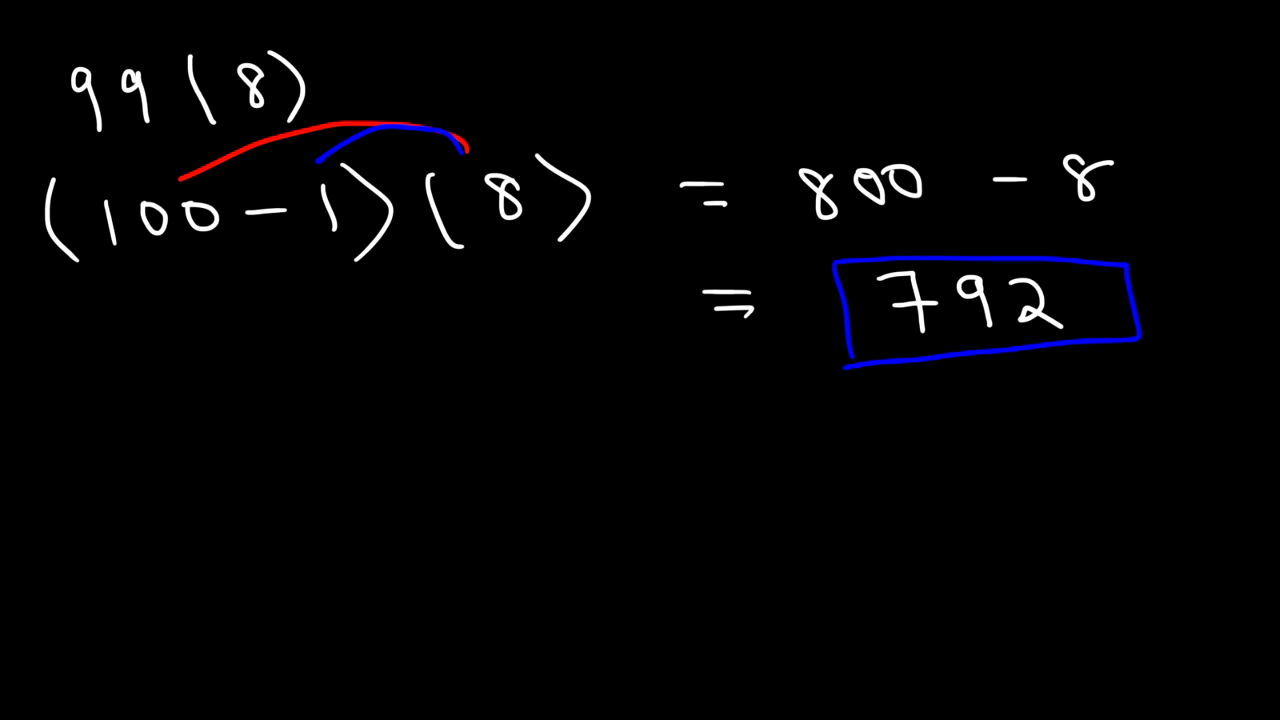 99(8)
(100-1)(8) = 800 - 8
= 792